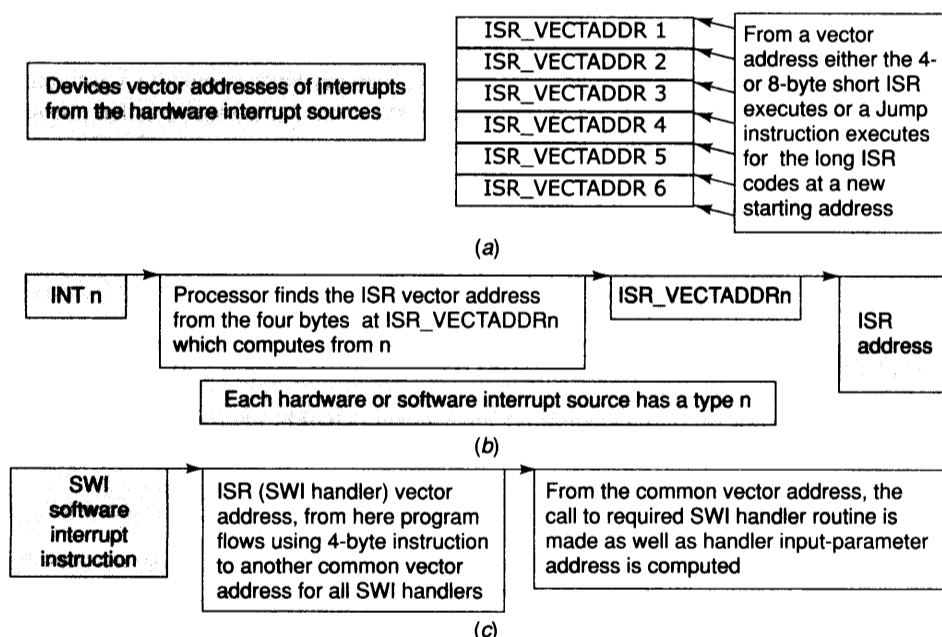 Devices vector addresses of interrupts
from the hardware interrupt sources
ISR_VECTADDR 1
ISR_VECTADDR 2
ISR_VECTADDR 3
ISR_VECTADDR 4
ISR_VECTADDR 5
ISR_VECTADDR 6
From a vector
address either the 4-
or 8-byte short ISR
executes or a Jump
instruction executes
for the long ISR
codes at a new
starting address
(a)
INT n
Processor finds the ISR vector address
from the four bytes at ISR_VECTADDRn
which computes from n
ISR_VECTADDRn
ISR
address
Each hardware or software interrupt source has a type n
(b)
SWI
software
interrupt
instruction
ISR (SWI handler) vector
address, from here program
flows using 4-byte instruction
to another common vector
address for all SWI handlers
From the common vector address, the
call to required SWI handler routine is
made as well as handler input-parameter
address is computed
(c)